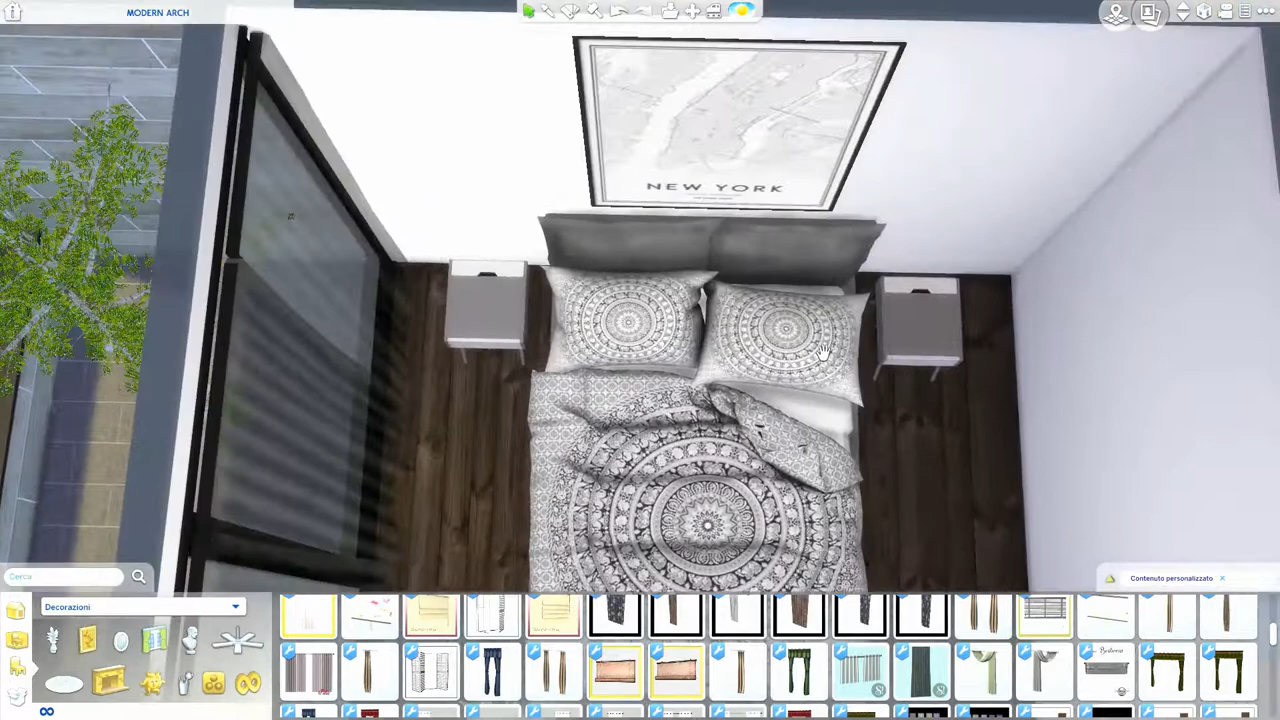 MODERN ARCH
NEW YORK
Cerca
Contenuto personalizzato
Decorazioni